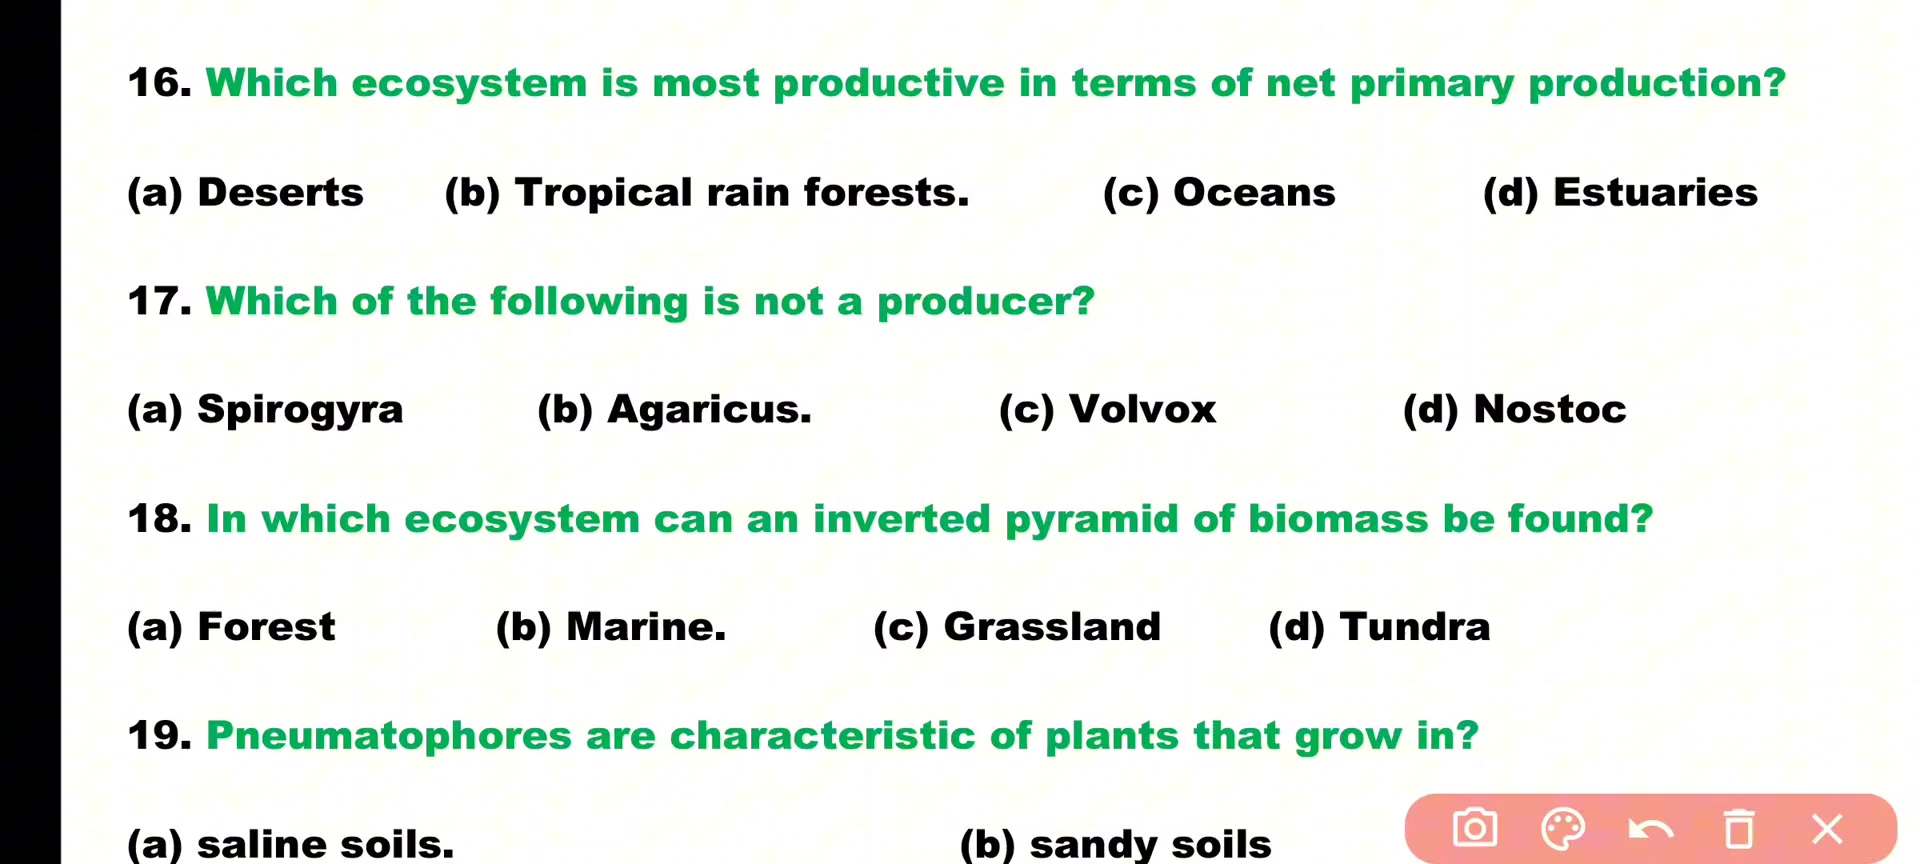 16. Which ecosystem is most productive in terms of net primary production?
(a) Deserts (b) Tropical rain forests. (c) Oceans (d) Estuaries
17. Which of the following is not a producer?
(a) Spirogyra (b) Agaricus. (c) Volvox (d) Nostoc
18. In which ecosystem can an inverted pyramid of biomass be found?
(a) Forest (b) Marine. (c) Grassland (d) Tundra
19. Pneumatophores are characteristic of plants that grow in?
(a) saline soils. (b) sandy soils